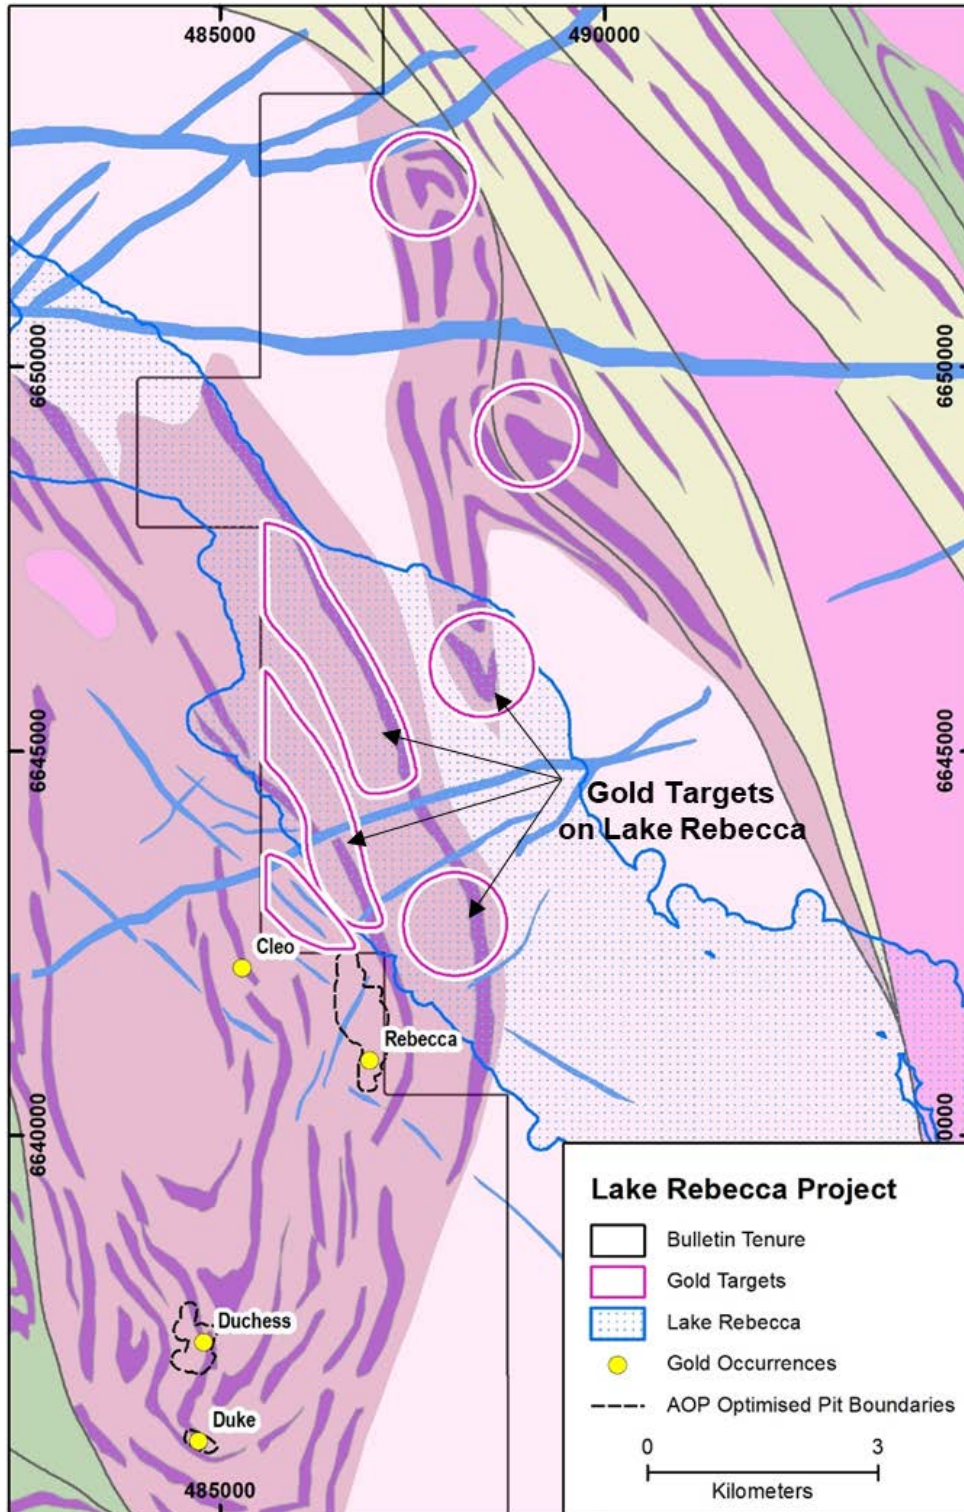 485000
490000
6650000
6650000
6645000
6645000
Gold Targets
on Lake Rebecca
Cleo
Rebecca
6640000
0000
Duchess
Duke
485000
Lake Rebecca Project
Bulletin Tenure
Gold Targets
Lake Rebecca
Gold Occurrences
AOP Optimised Pit Boundaries
0 3
Kilometers